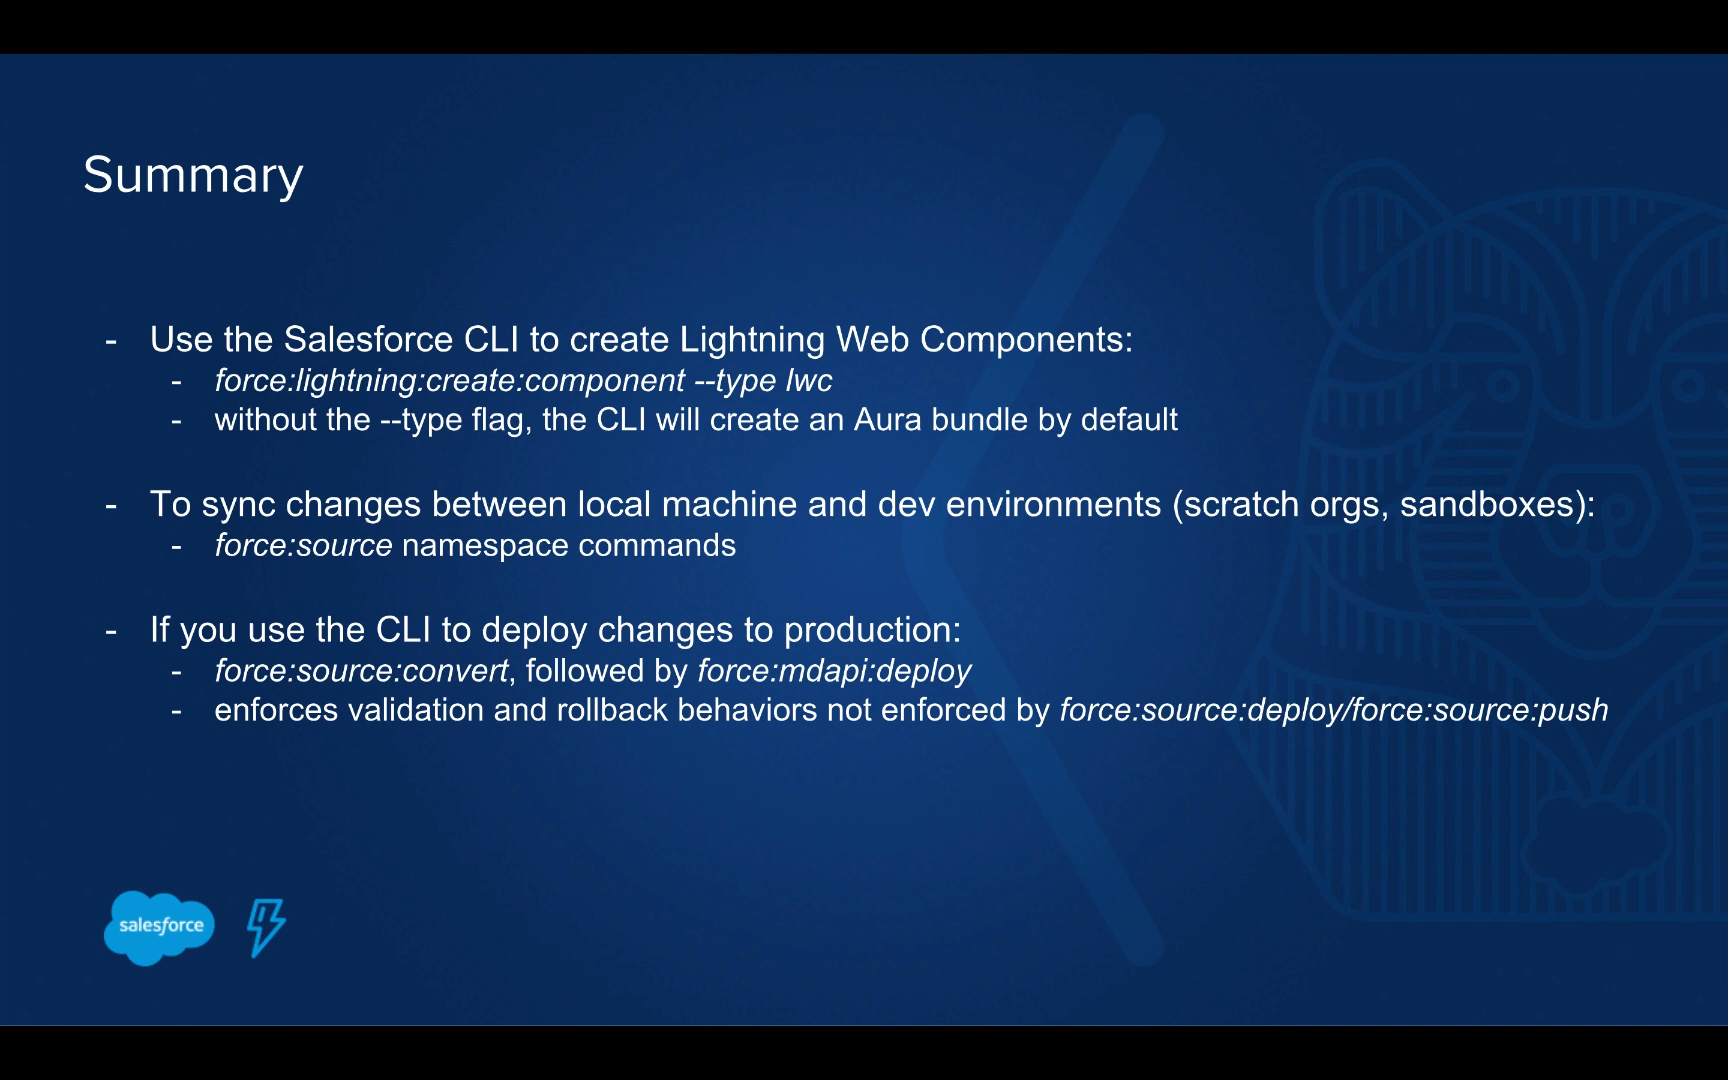 Summary
- Use the Salesforce CLI to create Lightning Web Components:
- force:lightning:create:component --type lwc
- without the --type flag, the CLI will create an Aura bundle by default
- To sync changes between local machine and dev environments (scratch orgs, sandboxes):
- force:source namespace commands
- If you use the CLI to deploy changes to production:
- force:source:convert, followed by force:mdapi:deploy
- enforces validation and rollback behaviors not enforced by force:source:deploy/force:source:push
salesforce